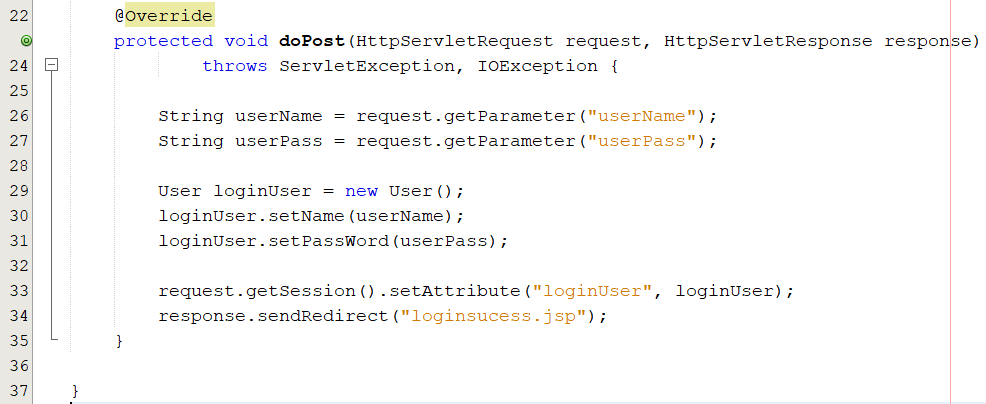 22 @Override
protected void doPost(HttpServletRequest request, HttpServletResponse response)
24 throws ServletException, IOException {
25
26 String userName = request.getParameter("userName");
27 String userPass = request.getParameter("userPass");
28
29 User loginUser = new User();
30 loginUser.setName(userName);
31 loginUser.setPassWord(userPass);
32
33 request.getSession().setAttribute("loginUser", loginUser);
34 response.sendRedirect("loginsucess.jsp");
35 }
36
37 }